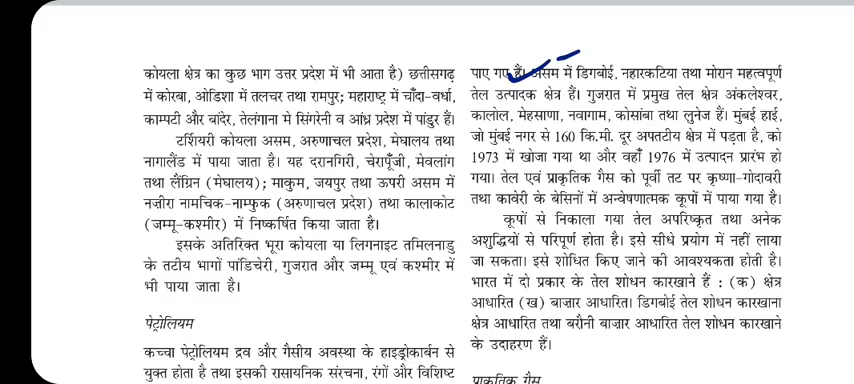 कोयला क्षेत्र का कुछ भाग उत्तर प्रदेश में भी आता है) छत्तीसगढ़
में कोरबा, ओडिशा में तलचर तथा रामपुर; महाराष्ट्र में चाँदा-वर्धा,
काम्पटी और बांदेर, तेलंगाना मे सिंगरेनी व आंध्र प्रदेश में पांडुर हैं।
टर्शियरी कोयला असम, अरुणाचल प्रदेश, मेघालय तथा
नागालैंड में पाया जाता है। यह दरानगिरी, चेरापूँजी, मेवलांग
तथा लैंग्रिन (मेघालय); माकुम, जयपुर तथा ऊपरी असम में
नज़ीरा नामचिक-नाम्फुक (अरुणाचल प्रदेश) तथा कालाकोट
(जम्मू-कश्मीर) में निष्कर्षित किया जाता है।
इसके अतिरिक्त भूरा कोयला या लिगनाइट तमिलनाडु
के तटीय भागों पांडिचेरी, गुजरात और जम्मू एवं कश्मीर में
भी पाया जाता है।
पेट्रोलियम
कच्चा पेट्रोलियम द्रव और गैसीय अवस्था के हाइड्रोकार्बन से
युक्त होता है तथा इसकी रासायनिक संरचना, रंगों और विशिष्ट
पाए गए हैं। असम में डिगबोई, नहारकटिया तथा मोरान महत्वपूर्ण
तेल उत्पादक क्षेत्र हैं। गुजरात में प्रमुख तेल क्षेत्र अंकलेश्वर,
कालोल, मेहसाणा, नवागाम, कोसांबा तथा लुनेज हैं। मुंबई हाई,
जो मुंबई नगर से 160 कि.मी. दूर अपतटीय क्षेत्र में पड़ता है, को
1973 में खोजा गया था और वहाँ 1976 में उत्पादन प्रारंभ हो
गया। तेल एवं प्राकृतिक गैस को पूर्वी तट पर कृष्णा-गोदावरी
तथा कावेरी के बेसिनों में अन्वेषणात्मक कूपों में पाया गया है।
कूपों से निकाला गया तेल अपरिष्कृत तथा अनेक
अशुद्धियों से परिपूर्ण होता है। इसे सीधे प्रयोग में नहीं लाया
जा सकता। इसे शोधित किए जाने की आवश्यकता होती है।
भारत में दो प्रकार के तेल शोधन कारखाने हैं : (क) क्षेत्र
आधारित (ख) बाज़ार आधारित। डिगबोई तेल शोधन कारखाना
क्षेत्र आधारित तथा बरौनी बाज़ार आधारित तेल शोधन कारखाने
के उदाहरण हैं।
प्राकृतिक गैस